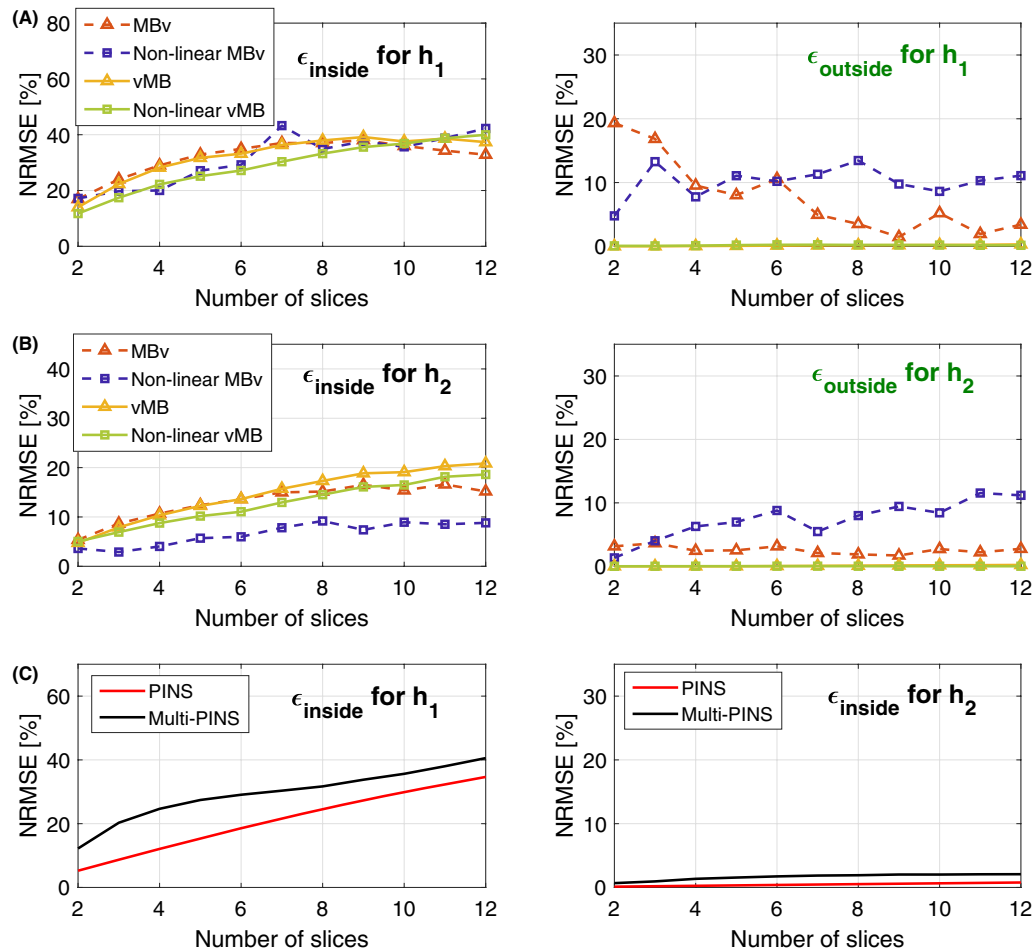 (A)
80
60
40
20
0
NRMSE [%]
MBv
Non-linear MBv
vMB
Non-linear vMB
ϵinside for h1
2 4 6 8 10 12
Number of slices
30
20
10
0
NRMSE [%]
ϵoutside for h1
2 4 6 8 10 12
Number of slices
(B)
40
30
20
10
0
NRMSE [%]
MBv
Non-linear MBv
vMB
Non-linear vMB
ϵinside for h2
2 4 6 8 10 12
Number of slices
30
20
10
0
NRMSE [%]
ϵoutside for h2
2 4 6 8 10 12
Number of slices
(C)
60
40
20
0
NRMSE [%]
PINS
Multi-PINS
ϵinside for h1
2 4 6 8 10 12
Number of slices
30
20
10
0
NRMSE [%]
PINS
Multi-PINS
ϵinside for h2
2 4 6 8 10 12
Number of slices